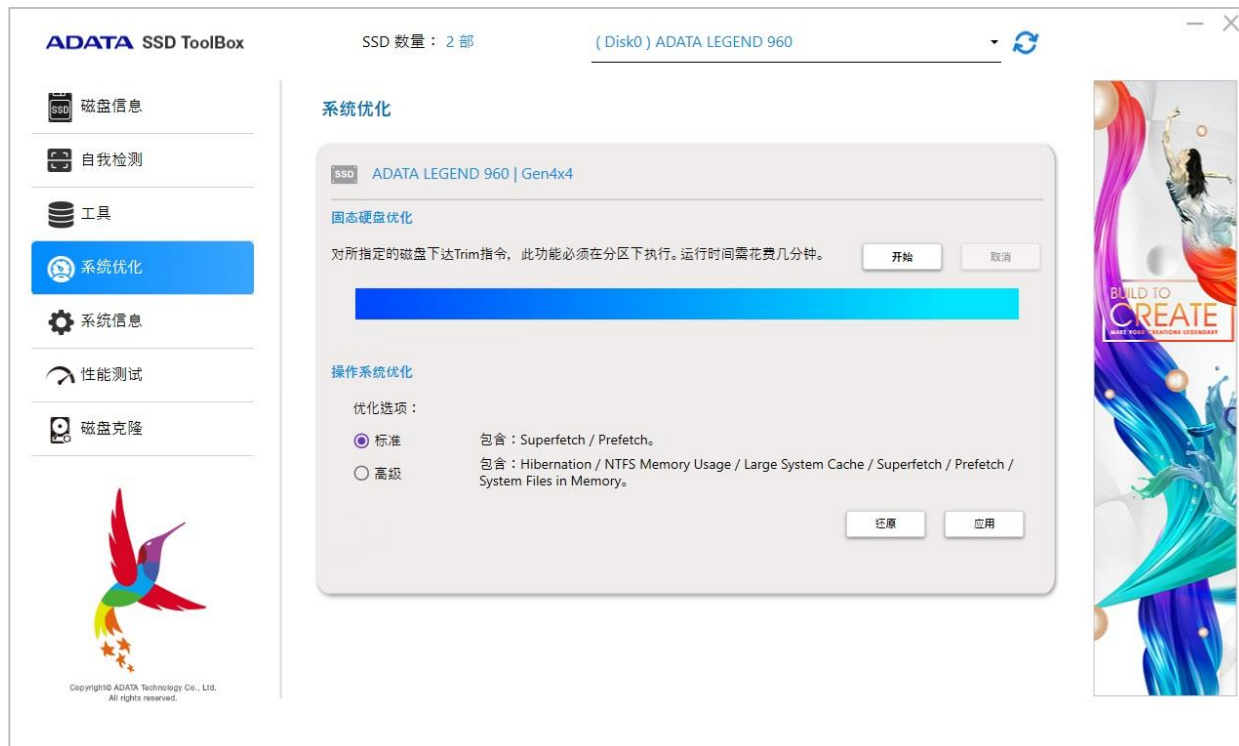 ADATA SSD ToolBox
SSD 数量： 2 部
( Disk0 ) ADATA LEGEND 960
SSD 磁盘信息
自我检测
工具
系统优化
系统信息
性能测试
磁盘克隆
Copyright© ADATA Technology Co., Ltd.
All rights reserved.
系统优化
SSD ADATA LEGEND 960 | Gen4x4
固态硬盘优化
对所指定的磁盘下达Trim指令，此功能必须在分区下执行。运行时间需花费几分钟。
开始
取消
操作系统优化
优化选项：
标准
包含：Superfetch / Prefetch。
高级
包含：Hibernation / NTFS Memory Usage / Large System Cache / Superfetch / Prefetch /
System Files in Memory。
还原
应用
BUILD TO
CREATE
MAKE YOUR CREATIONS LEGENDARY